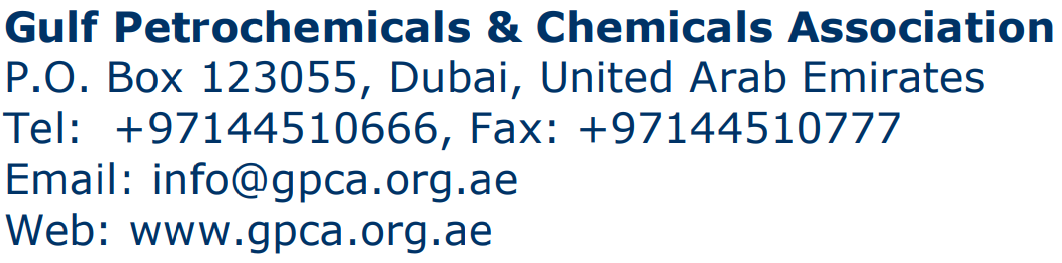 Gulf Petrochemicals & Chemicals Association
P.O. Box 123055, Dubai, United Arab Emirates
Tel:  +97144510666, Fax: +97144510777
Email: info@gpca.org.ae
Web: www.gpca.org.ae